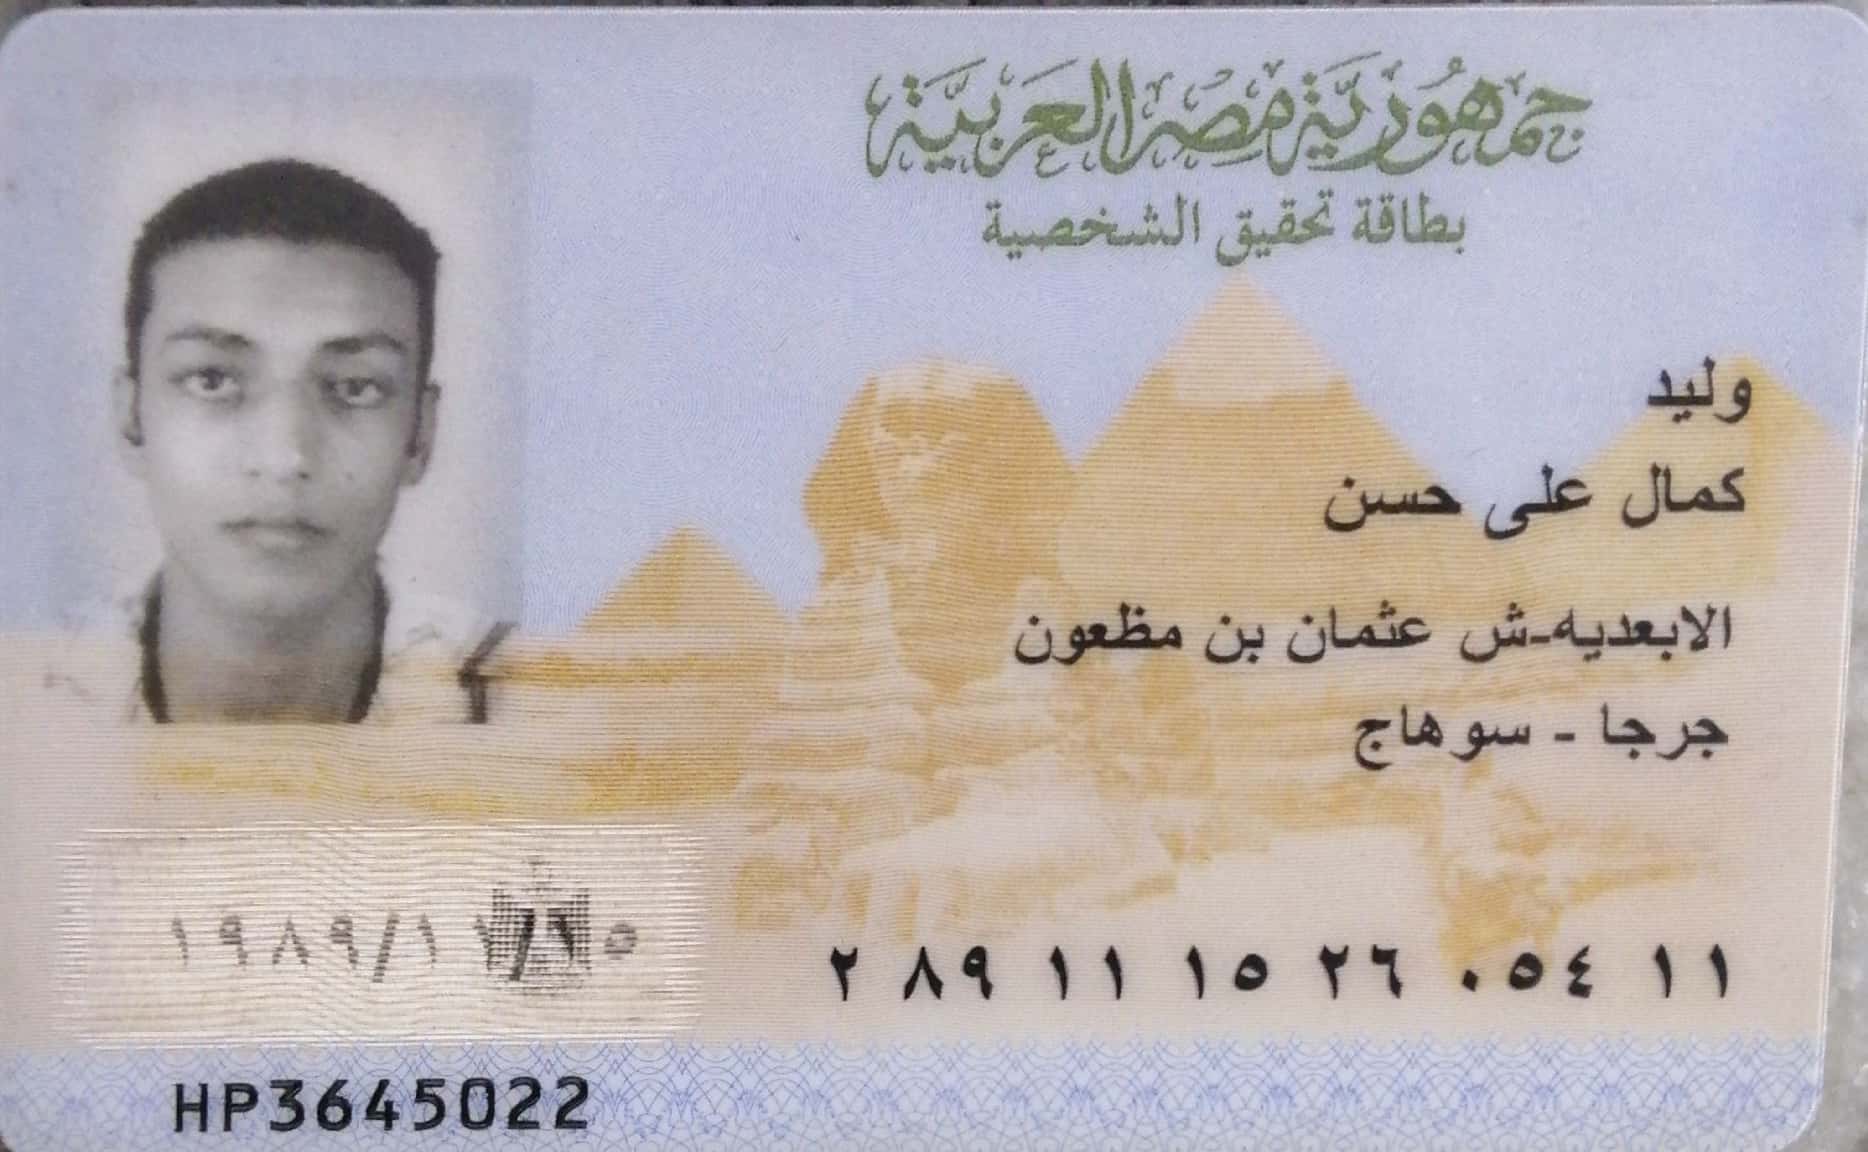 جمهورية مصر العربية
بطاقة تحقيق الشخصية
وليد
كمال على حسن
الابعديه-ش عثمان بن مظعون
جرجا - سوهاج
٢ ٨٩ ١١ ١٥ ٢٦ ٠٥٤ ١١
١٩٨٩/١١/١٥
HP3645022